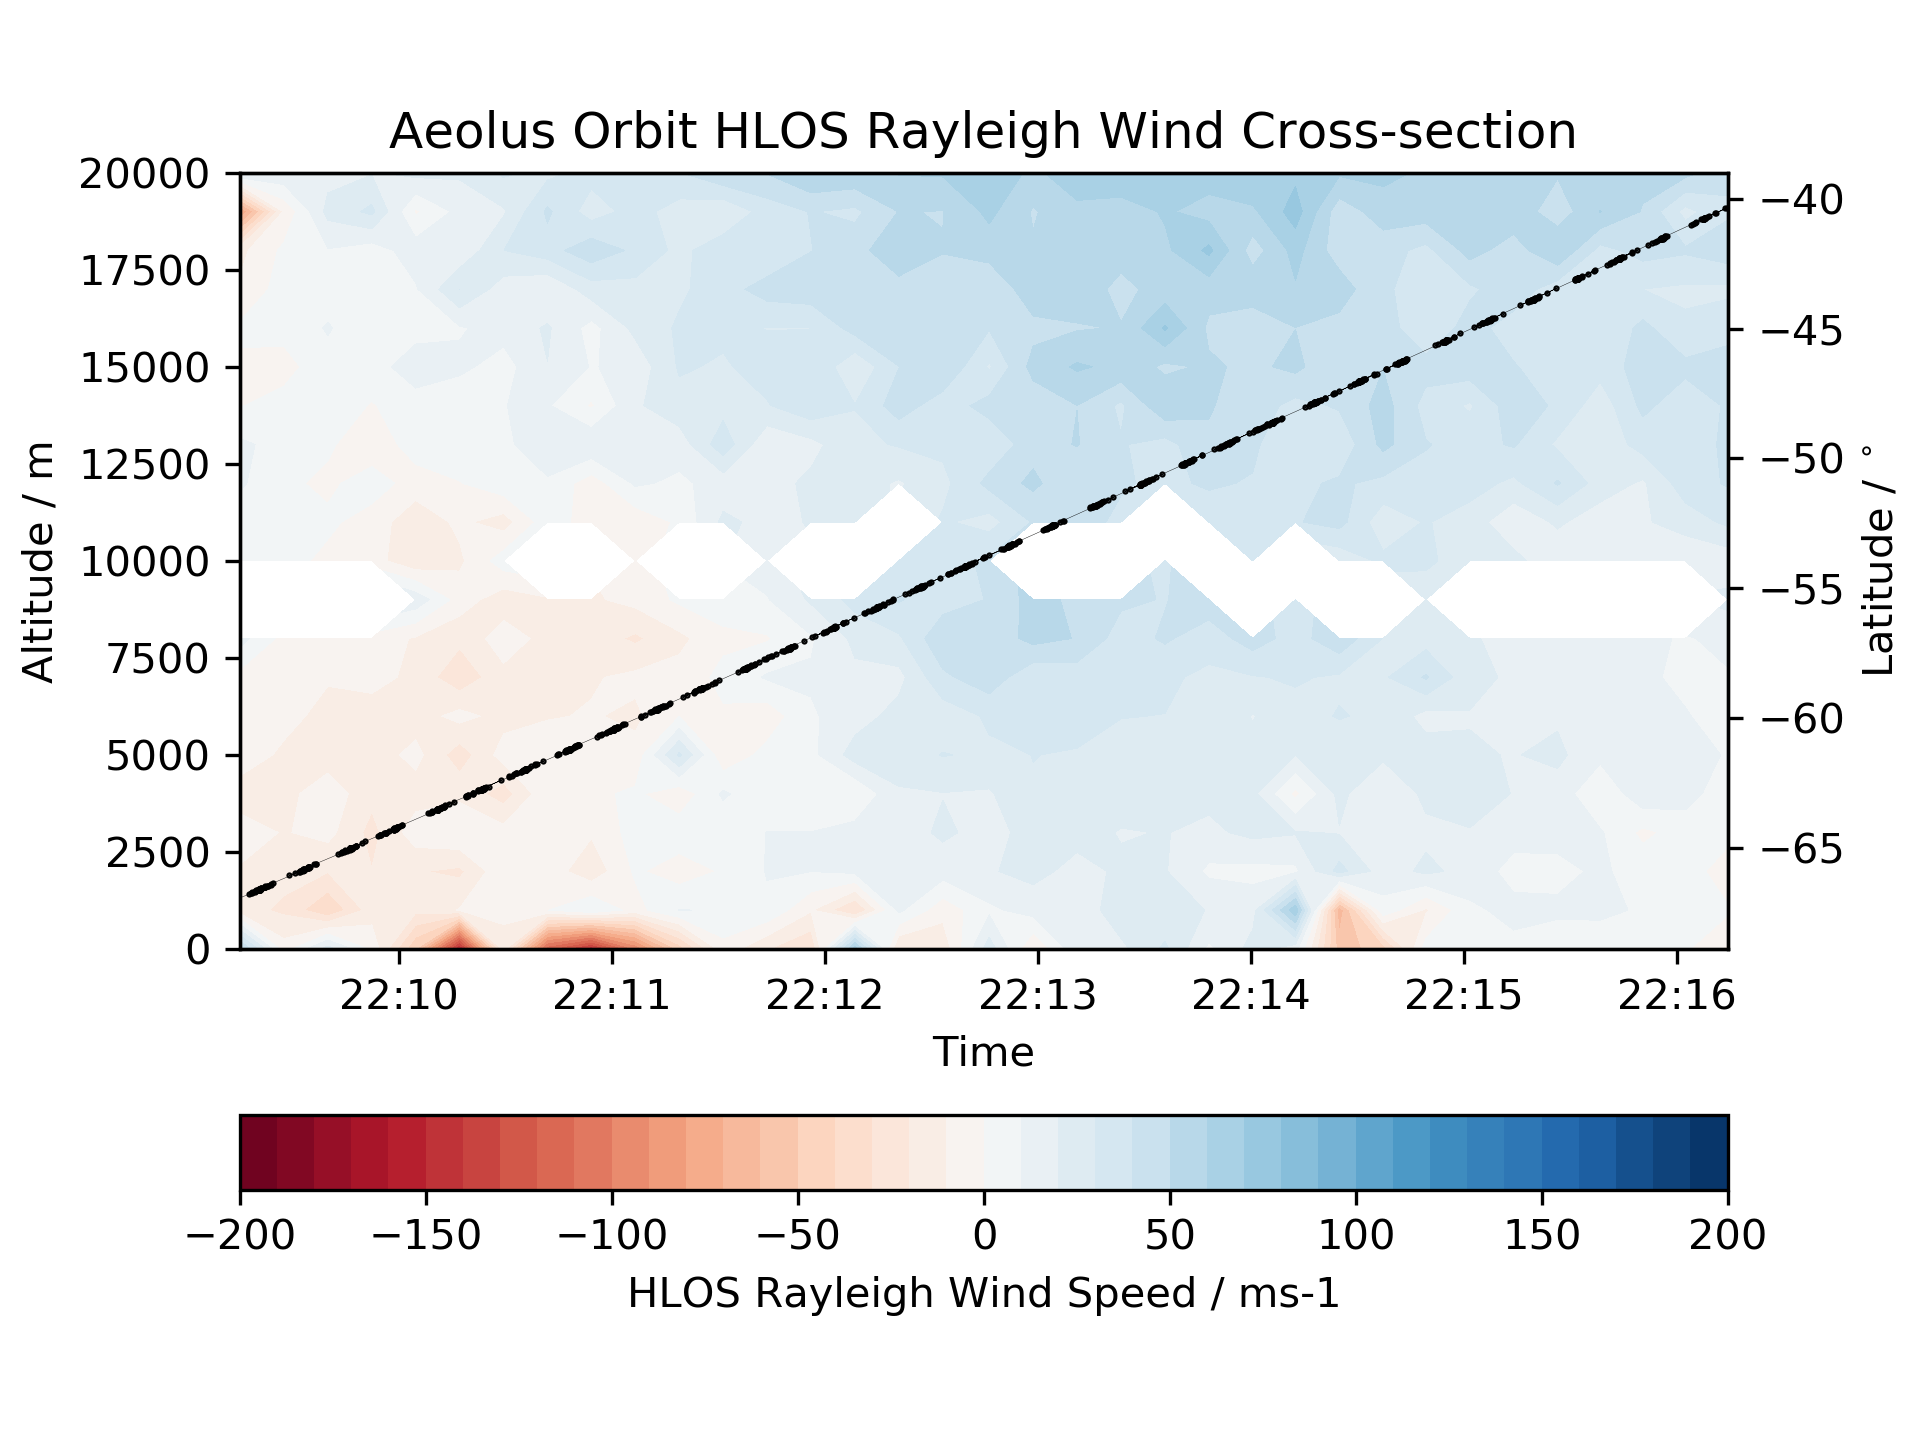 Aeolus Orbit HLOS Rayleigh Wind Cross-section
20000
17500
15000
12500
10000
7500
5000
2500
0
Altitude / m
−40
−45
−50
−55
−60
−65
Latitude / °
22:10 22:11 22:12 22:13 22:14 22:15 22:16
Time
−200 −150 −100 −50 0 50 100 150 200
HLOS Rayleigh Wind Speed / ms-1